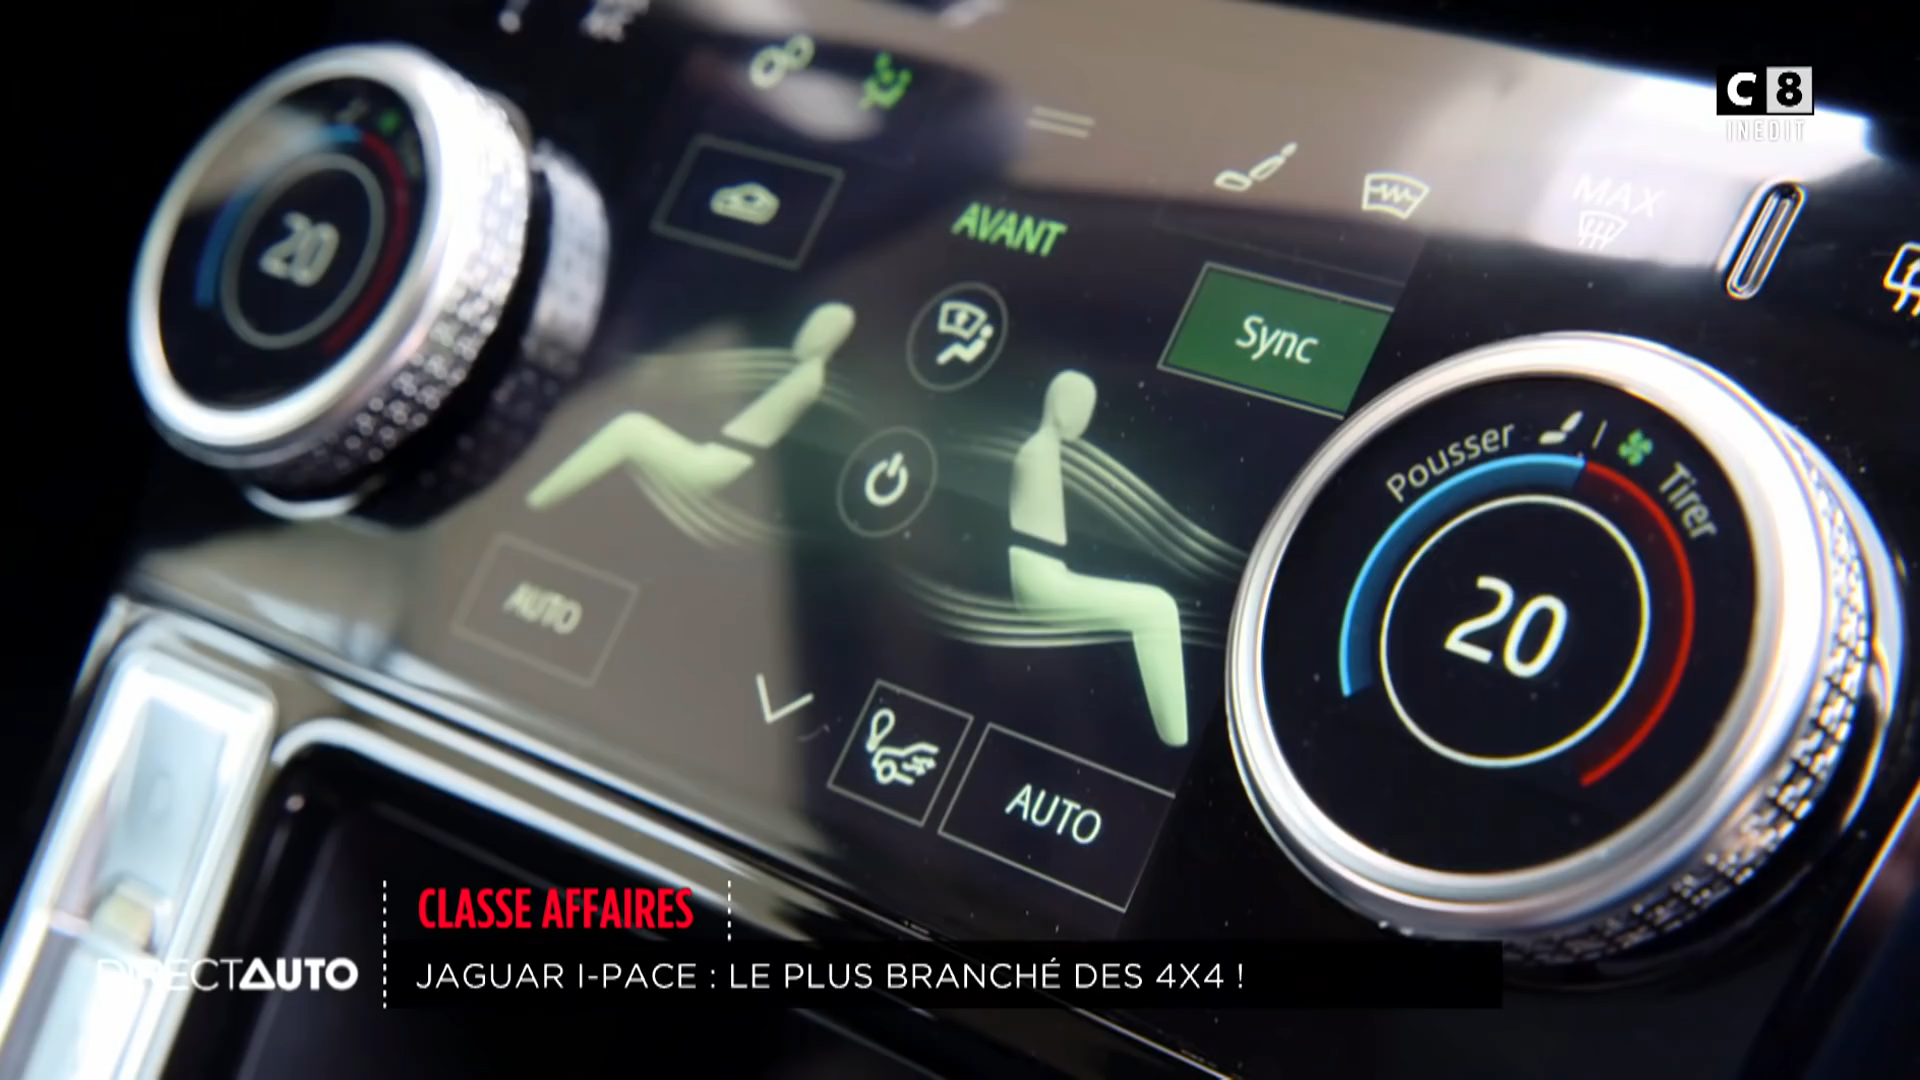 C8
INEDIT
MAX
20
AVANT
Sync
Pousser
Tirer
20
AUTO
AUTO
CLASSE AFFAIRES
DIRECTAUTO
JAGUAR I-PACE : LE PLUS BRANCHÉ DES 4X4 !